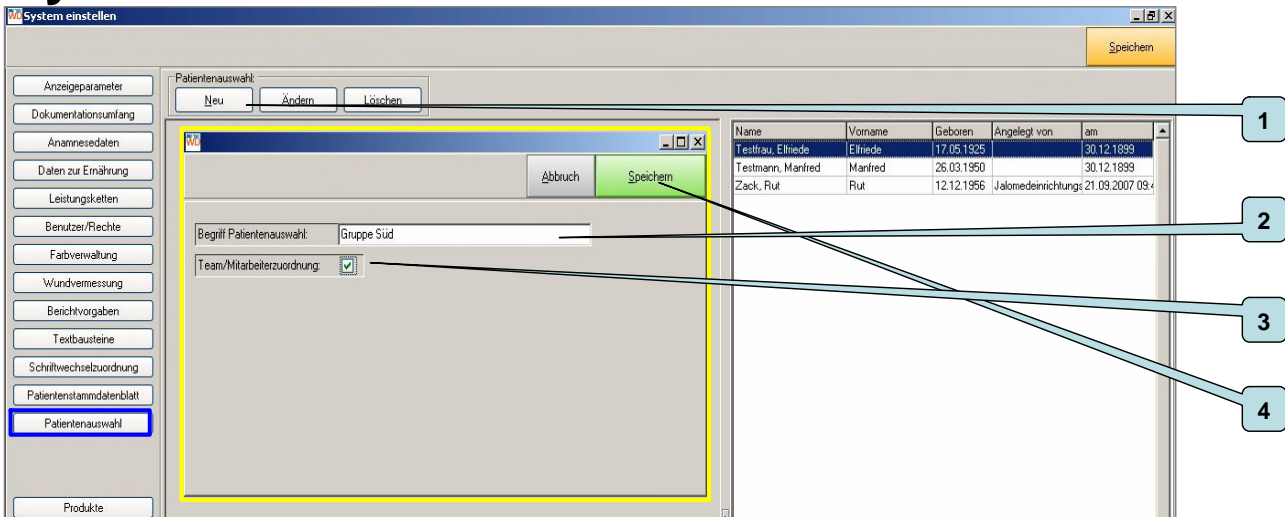 System einstellen
Speichern
Anzeigeparameter
Dokumentationsumfang
Anamnesedaten
Daten zur Ernährung
Leistungsketten
Benutzer/Rechte
Farbverwaltung
Wundvermessung
Berichtvorgaben
Textbausteine
Schriftwechselzuordnung
Patientenstammdatenblatt
Patientenauswahl
Produkte
Patientenauswahl:
Neu Ändern Löschen
Abbruch Speichern
Begriff Patientenauswahl: Gruppe Süd
Team/Mitarbeiterzuordnung:
Name Vorname Geboren Angelegt von am
Testfrau, Elfriede Elfriede 17.05.1925 30.12.1899
Testmann, Manfred Manfred 26.03.1950 30.12.1899
Zack, Rut Rut 12.12.1956 Jalomedeinrichtungs 21.09.2007 09:4
1
2
3
4